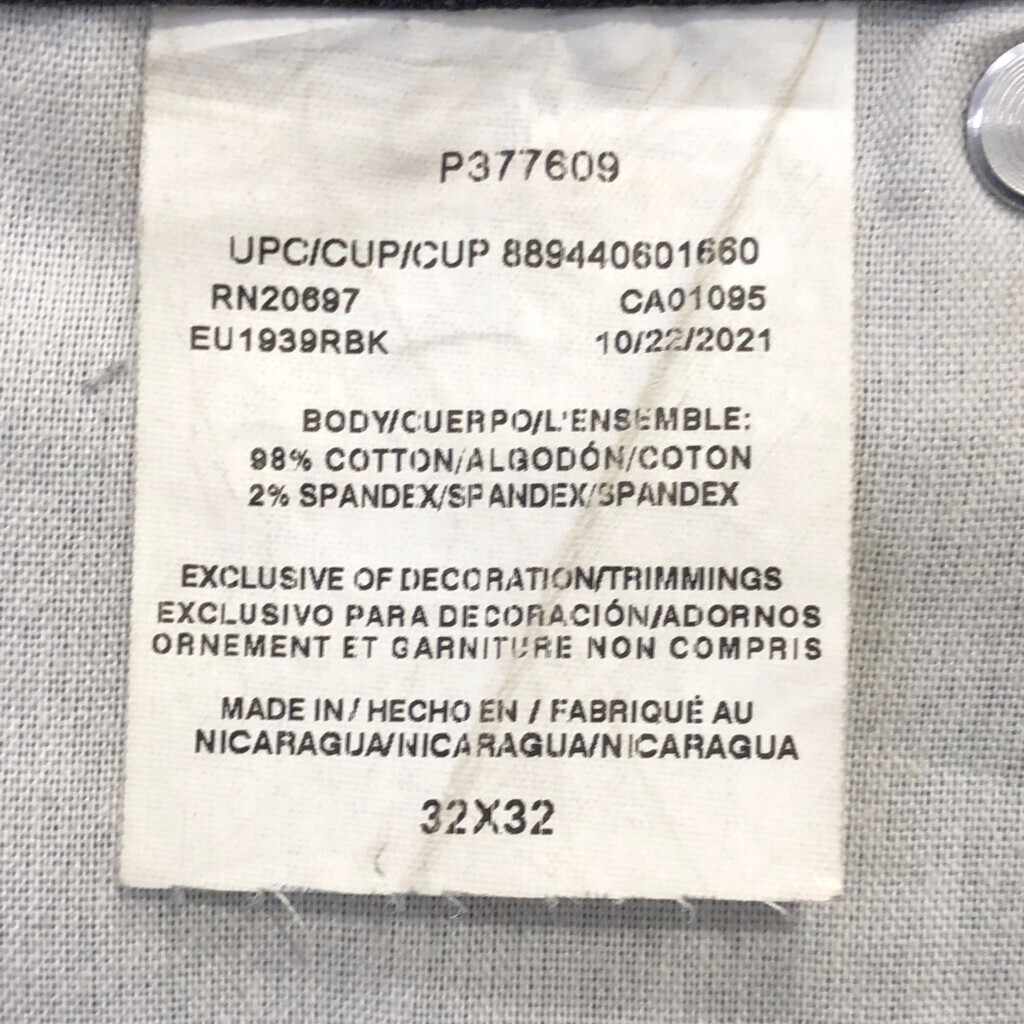 P377609
UPC/CUP/CUP 889440601660
RN20697 CA01095
EU1939RBK 10/22/2021
BODY/CUERPO/L'ENSEMBLE:
98% COTTON/ALGODÓN/COTON
2% SPANDEX/SPANDEX/SPANDEX
EXCLUSIVE OF DECORATION/TRIMMINGS
EXCLUSIVO PARA DECORACIÓN/ADORNOS
ORNEMENT ET GARNITURE NON COMPRIS
MADE IN / HECHO EN / FABRIQUÉ AU
NICARAGUA/NICARAGUA/NICARAGUA
32X32